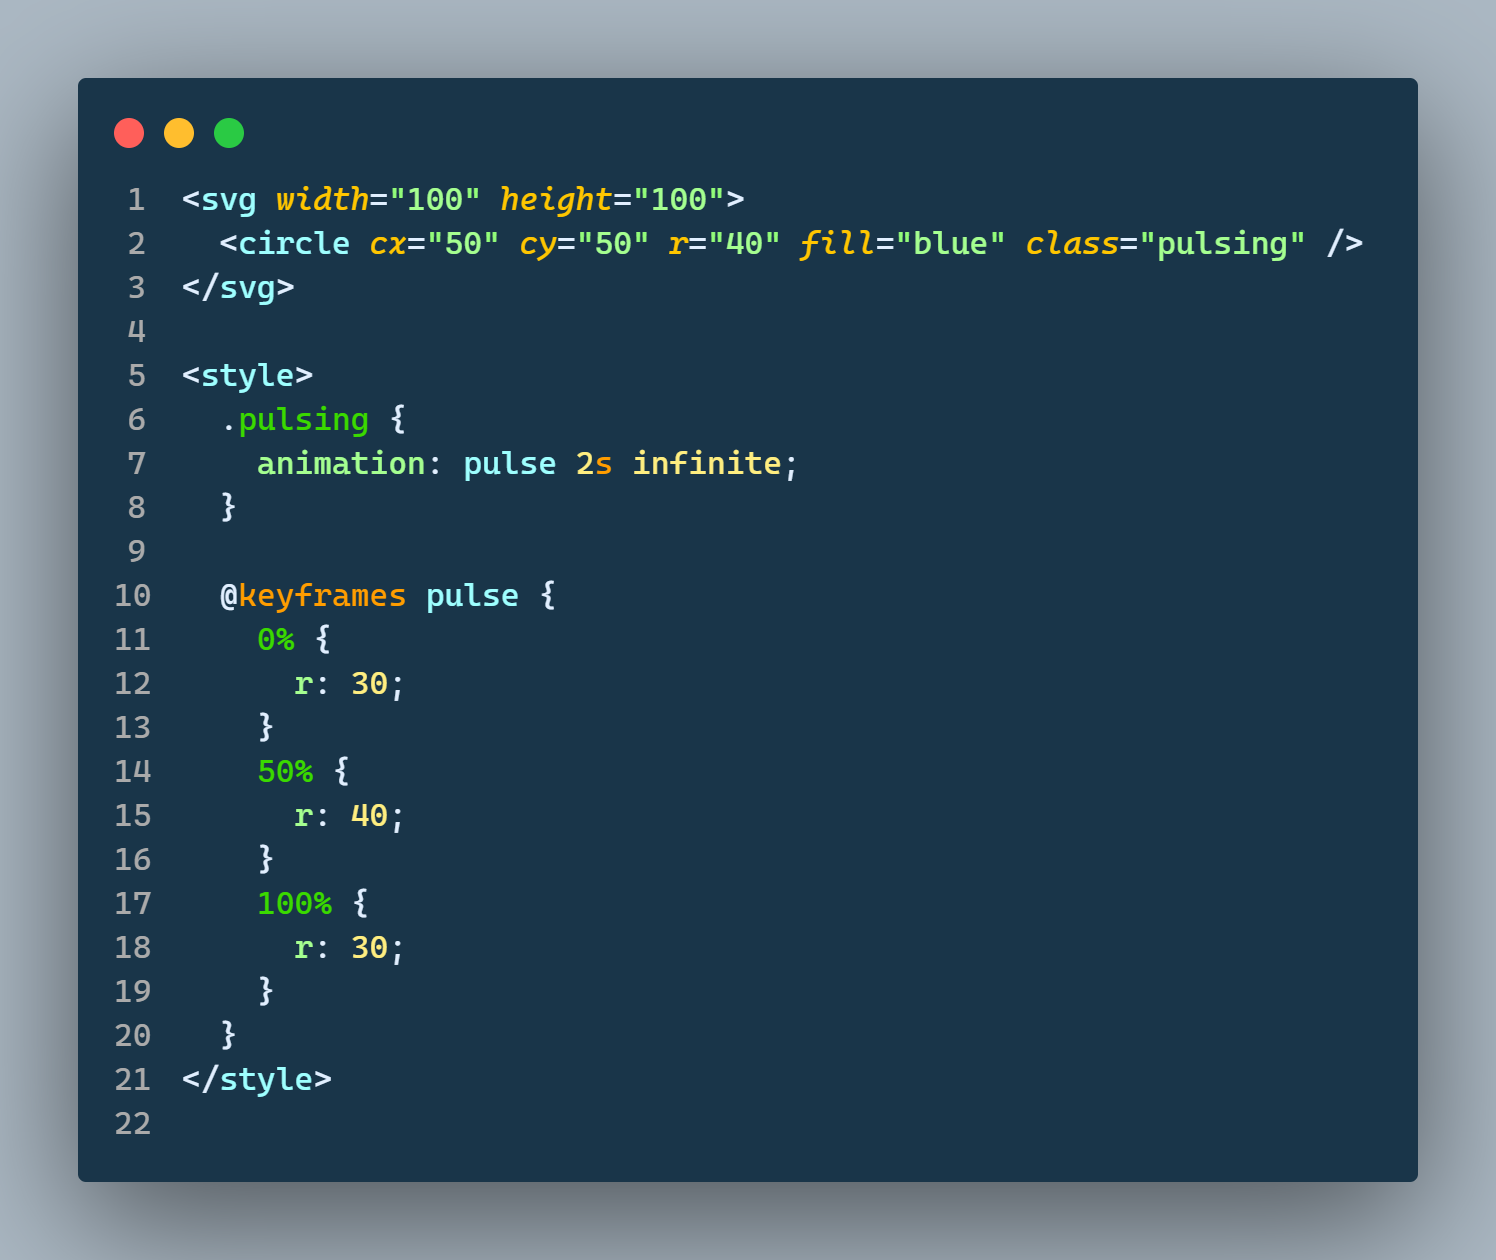 1 <svg width="100" height="100">
2   <circle cx="50" cy="50" r="40" fill="blue" class="pulsing" />
3 </svg>
4
5 <style>
6   .pulsing {
7     animation: pulse 2s infinite;
8   }
9
10   @keyframes pulse {
11     0% {
12       r: 30;
13     }
14     50% {
15       r: 40;
16     }
17     100% {
18       r: 30;
19     }
20   }
21 </style>
22